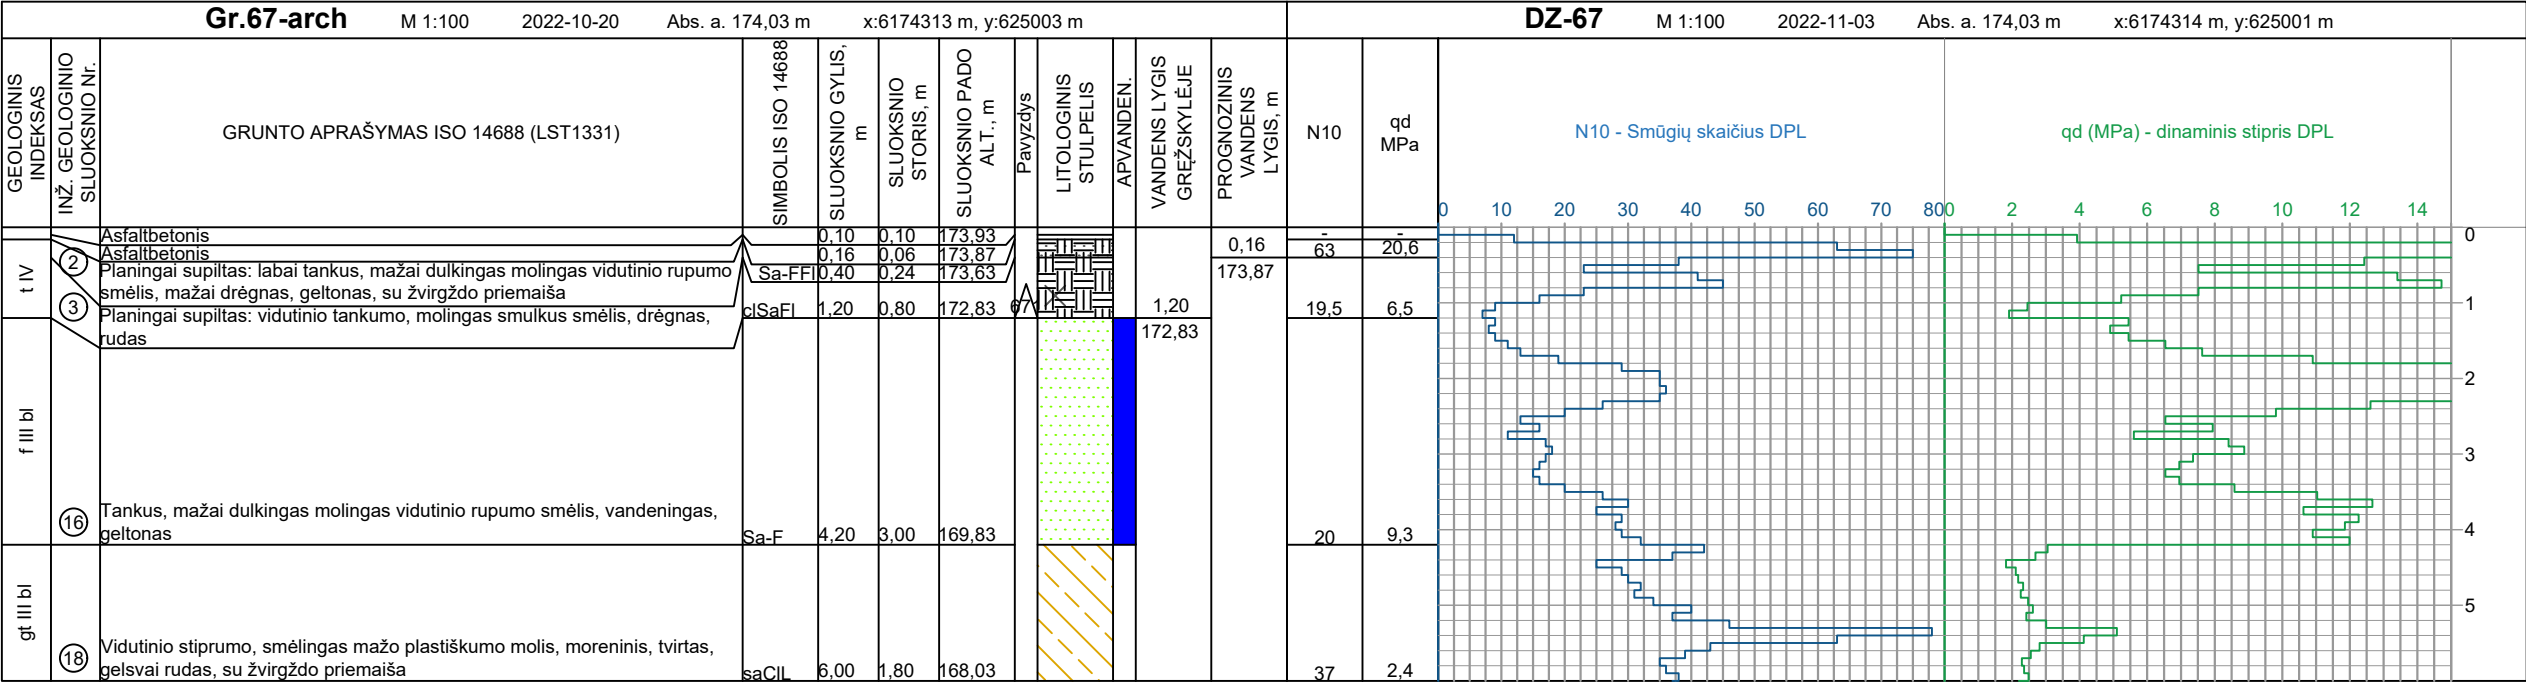 Gr.67-arch M 1:100 2022-10-20 Abs. a. 174,03 m x:6174313 m, y:625003 m
DZ-67 M 1:100 2022-11-03 Abs. a. 174,03 m x:6174314 m, y:625001 m
GEOLOGINIS
INDEKSAS
INŽ. GEOLOGINIO
SLUOKSNIO Nr.
GRUNTO APRAŠYMAS ISO 14688 (LST1331)
SIMBOLIS ISO 14688
SLUOKSNIO GYLIS,
m
SLUOKSNIO
STORIS, m
SLUOKSNIO PADO
ALT., m
Pavyzdys
LITOLOGINIS
STULPELIS
APVANDEN.
VANDENS LYGIS
GRĘŽSKYLĖJE
PROGNOZINIS
VANDENS
LYGIS, m
N10
qd
MPa
N10 - Smūgių skaičius DPL
qd (MPa) - dinaminis stipris DPL
0 10 20 30 40 50 60 70 80
0 2 4 6 8 10 12 14
Asfaltbetonis 0,10 0,10 173,93 - -
Asfaltbetonis 0,16 0,06 173,87
t IV
2
Planingai supiltas: labai tankus, mažai dulkingas molingas vidutinio rupumo
smėlis, mažai drėgnas, geltonas, su žvirgždo priemaiša
Sa-FFl 0,40 0,24 173,63 63 20,6
0,16
173,87
3
Planingai supiltas: vidutinio tankumo, molingas smulkus smėlis, drėgnas,
rudas
clSaFl 1,20 0,80 172,83 1,20 19,5 6,5
172,83
f III bl
16
Tankus, mažai dulkingas molingas vidutinio rupumo smėlis, vandeningas,
geltonas
Sa-F 4,20 3,00 169,83 20 9,3
gt III bl
18
Vidutinio stiprumo, smėlingas mažo plastiškumo molis, moreninis, tvirtas,
gelsvai rudas, su žvirgždo priemaiša
saClL 6,00 1,80 168,03 37 2,4
0
1
2
3
4
5